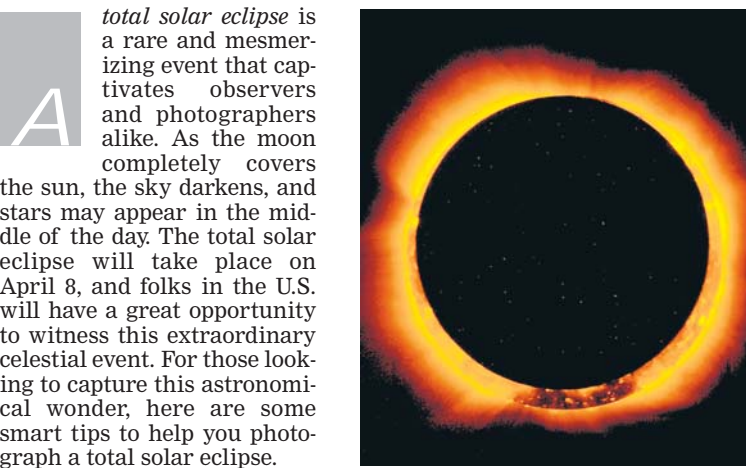 A total solar eclipse is
a rare and mesmer-
izing event that cap-
tivates observers
and photographers
alike. As the moon
completely covers
the sun, the sky darkens, and
stars may appear in the mid-
dle of the day. The total solar
eclipse will take place on
April 8, and folks in the U.S.
will have a great opportunity
to witness this extraordinary
celestial event. For those look-
ing to capture this astronomi-
cal wonder, here are some
smart tips to help you photo-
graph a total solar eclipse.